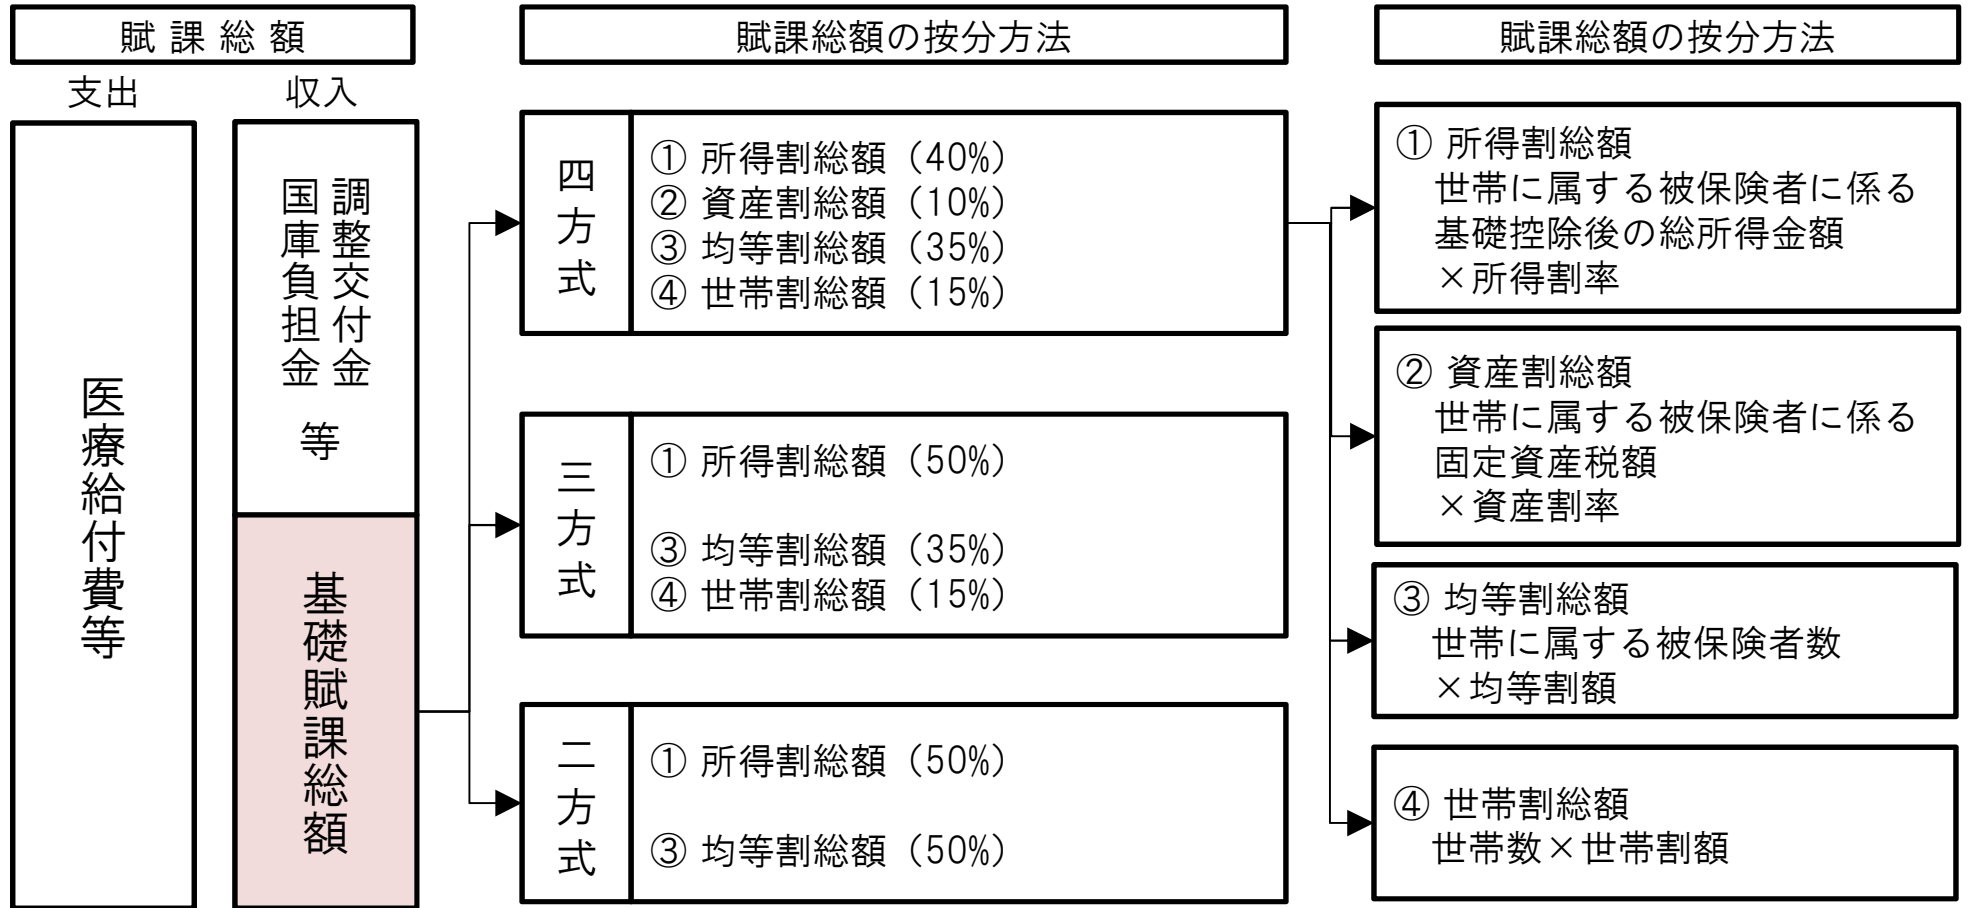 賦課総額
支出
収入
医療給付費等
調整交付金
国庫負担金
等
基礎賦課総額
賦課総額の按分方法
四方式
① 所得割総額（40%）
② 資産割総額（10%）
③ 均等割総額（35%）
④ 世帯割総額（15%）
三方式
① 所得割総額（50%）
③ 均等割総額（35%）
④ 世帯割総額（15%）
二方式
① 所得割総額（50%）
③ 均等割総額（50%）
賦課総額の按分方法
① 所得割総額
世帯に属する被保険者に係る
基礎控除後の総所得金額
×所得割率
② 資産割総額
世帯に属する被保険者に係る
固定資産税額
×資産割率
③ 均等割総額
世帯に属する被保険者数
×均等割額
④ 世帯割総額
世帯数×世帯割額